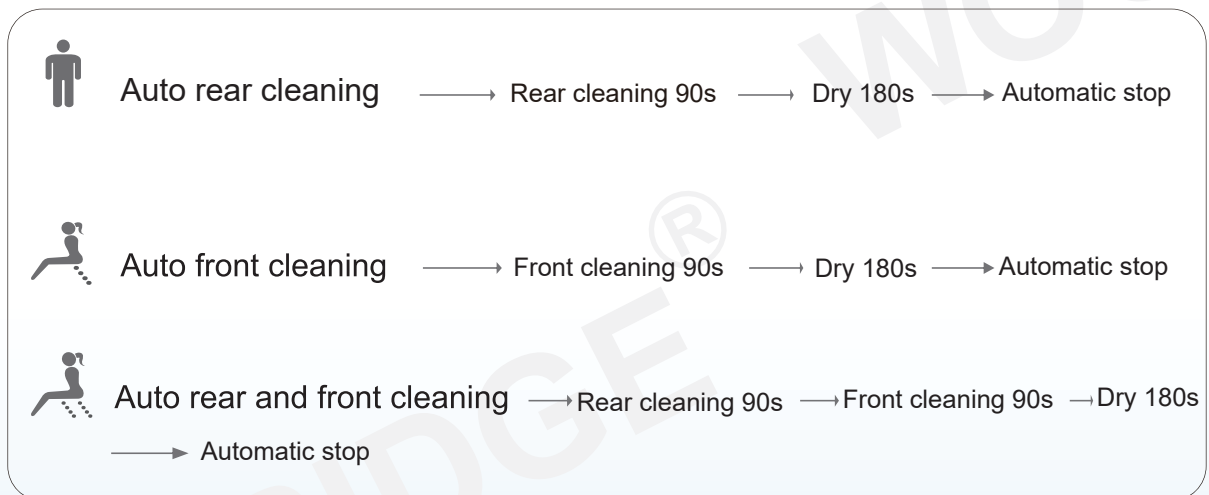 Auto rear cleaning → Rear cleaning 90s → Dry 180s → Automatic stop
Auto front cleaning → Front cleaning 90s → Dry 180s → Automatic stop
Auto rear and front cleaning → Rear cleaning 90s → Front cleaning 90s → Dry 180s
→ Automatic stop